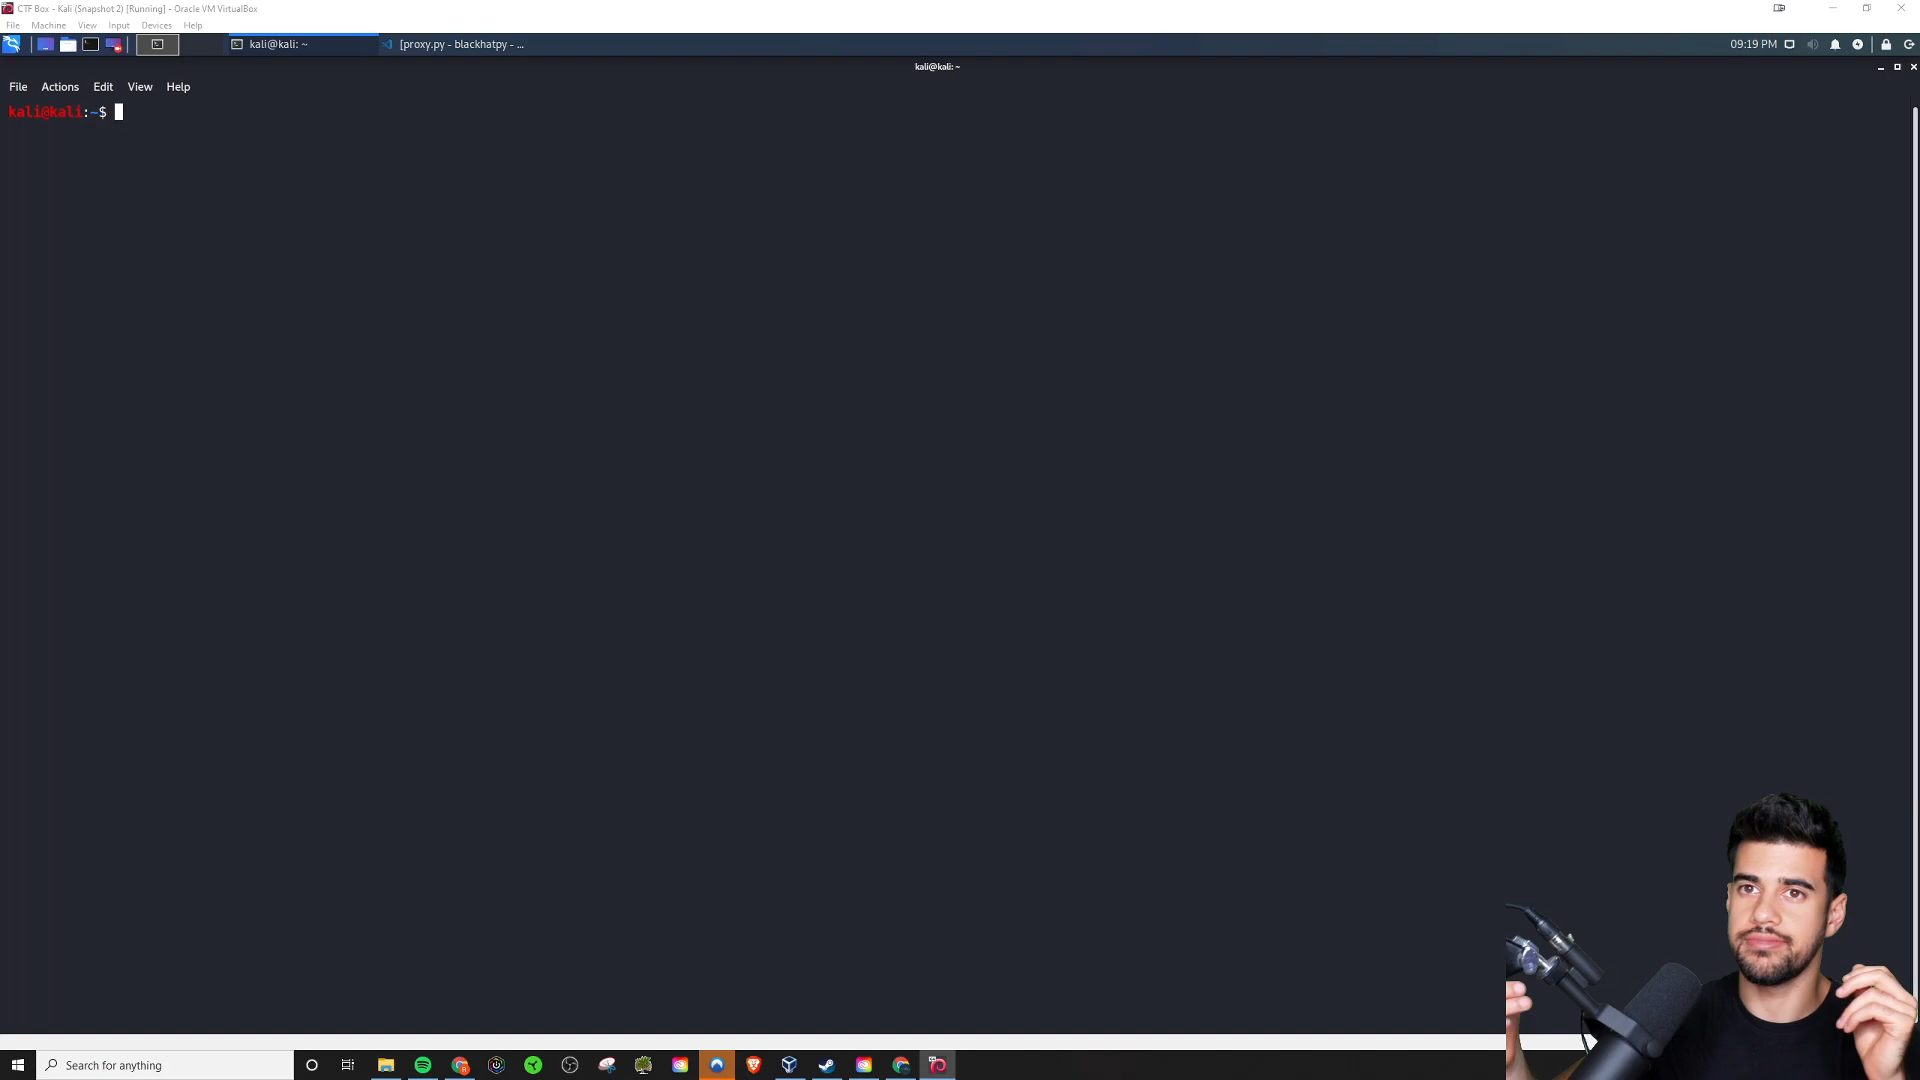 CTF Box - Kali (Snapshot 2) [Running] - Oracle VM VirtualBox
File Machine View Input Devices Help
kali@kali: ~ [proxy.py - blackhatpy - ... 09:19 PM
kali@kali: ~
File Actions Edit View Help
kali@kali:~$
Search for anything